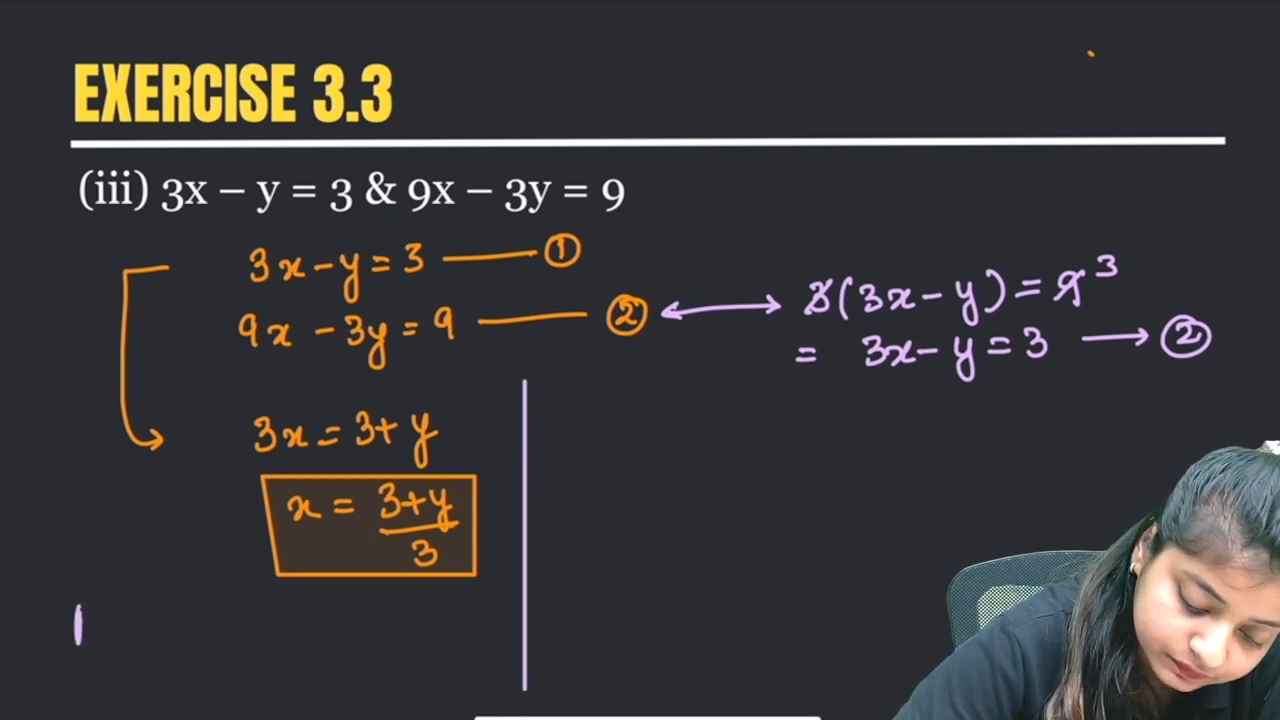 EXERCISE 3.3
(iii) 3x – y = 3 & 9x – 3y = 9
3x - y = 3 —— ①
9x - 3y = 9 —— ②
3(3x - y) = 9 3
= 3x - y = 3 → ②
3x = 3 + y
x = 3+y
3